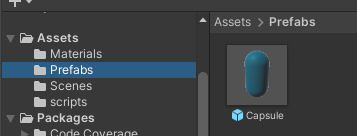 Assets
Materials
Prefabs
Scenes
scripts
Packages
Code Coverage
Assets > Prefabs
Capsule